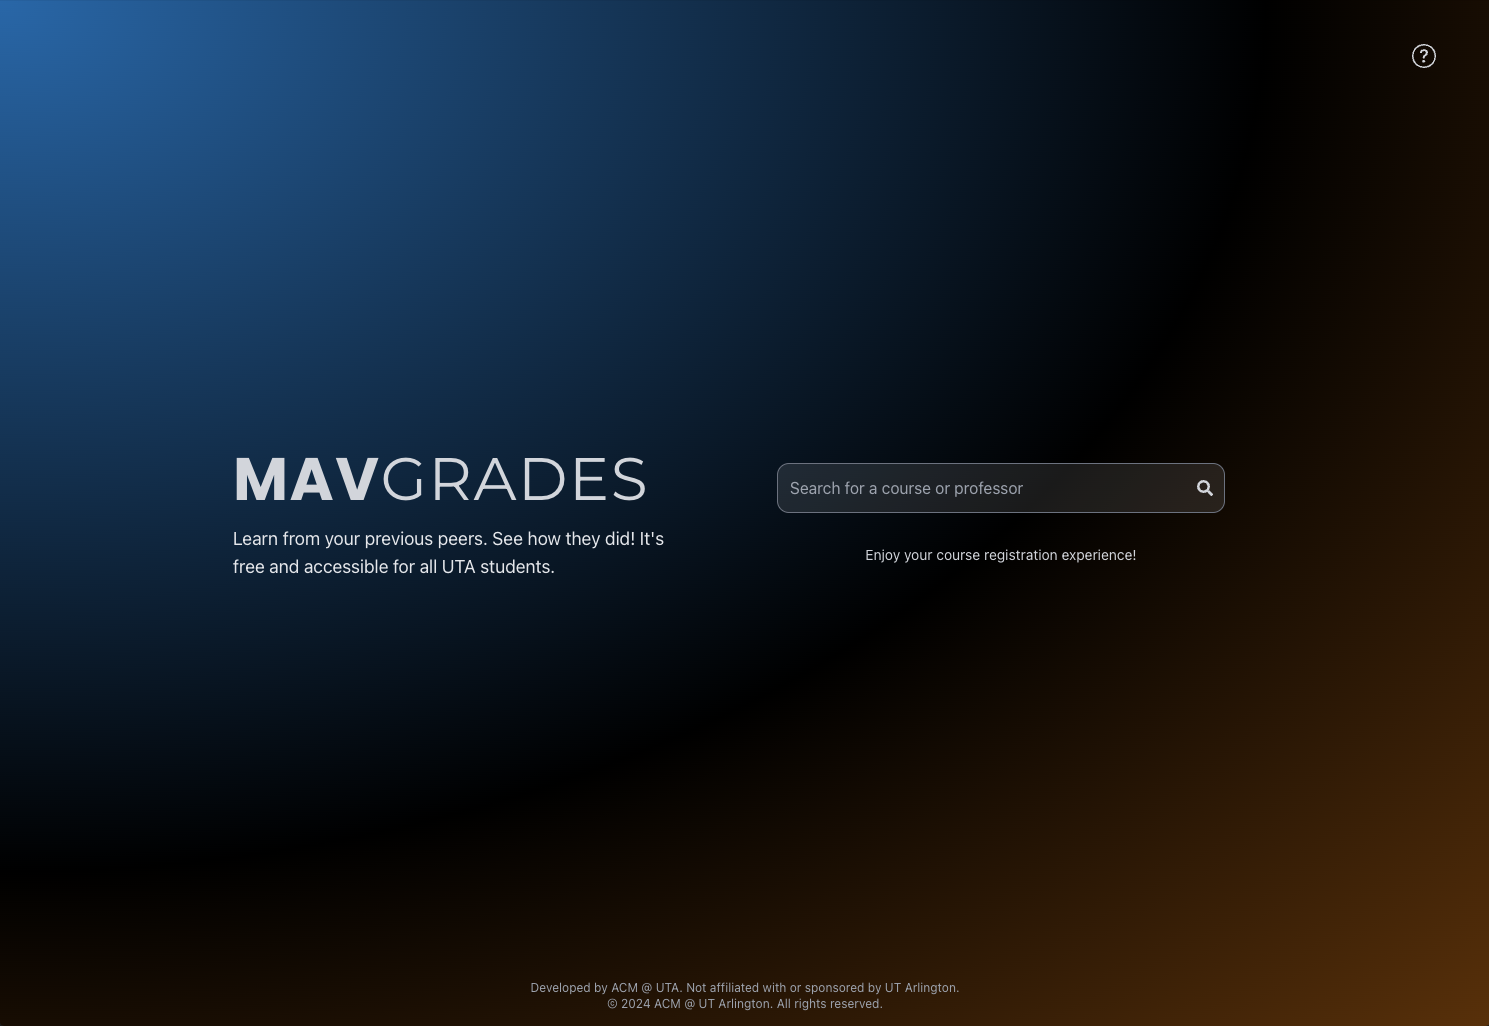 MAVGRADES
Learn from your previous peers. See how they did! It's
free and accessible for all UTA students.
Search for a course or professor
Enjoy your course registration experience!
Developed by ACM @ UTA. Not affiliated with or sponsored by UT Arlington.
© 2024 ACM @ UT Arlington. All rights reserved.